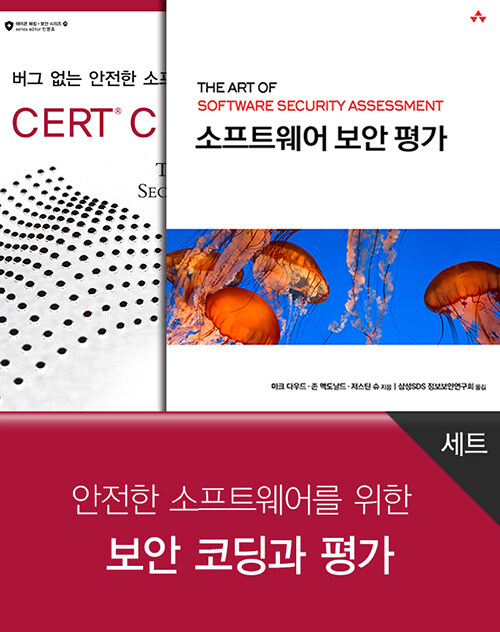 에이콘 해킹·보안 시리즈
series editor 민병호
버그 없는 안전한 소프
CERT® C
T
SEC
THE ART OF
SOFTWARE SECURITY ASSESSMENT
소프트웨어 보안 평가
마크 다우드·존 맥도날드·저스틴 슈 지음 | 삼성SDS 정보보안연구회 옮김
세트
안전한 소프트웨어를 위한
보안 코딩과 평가